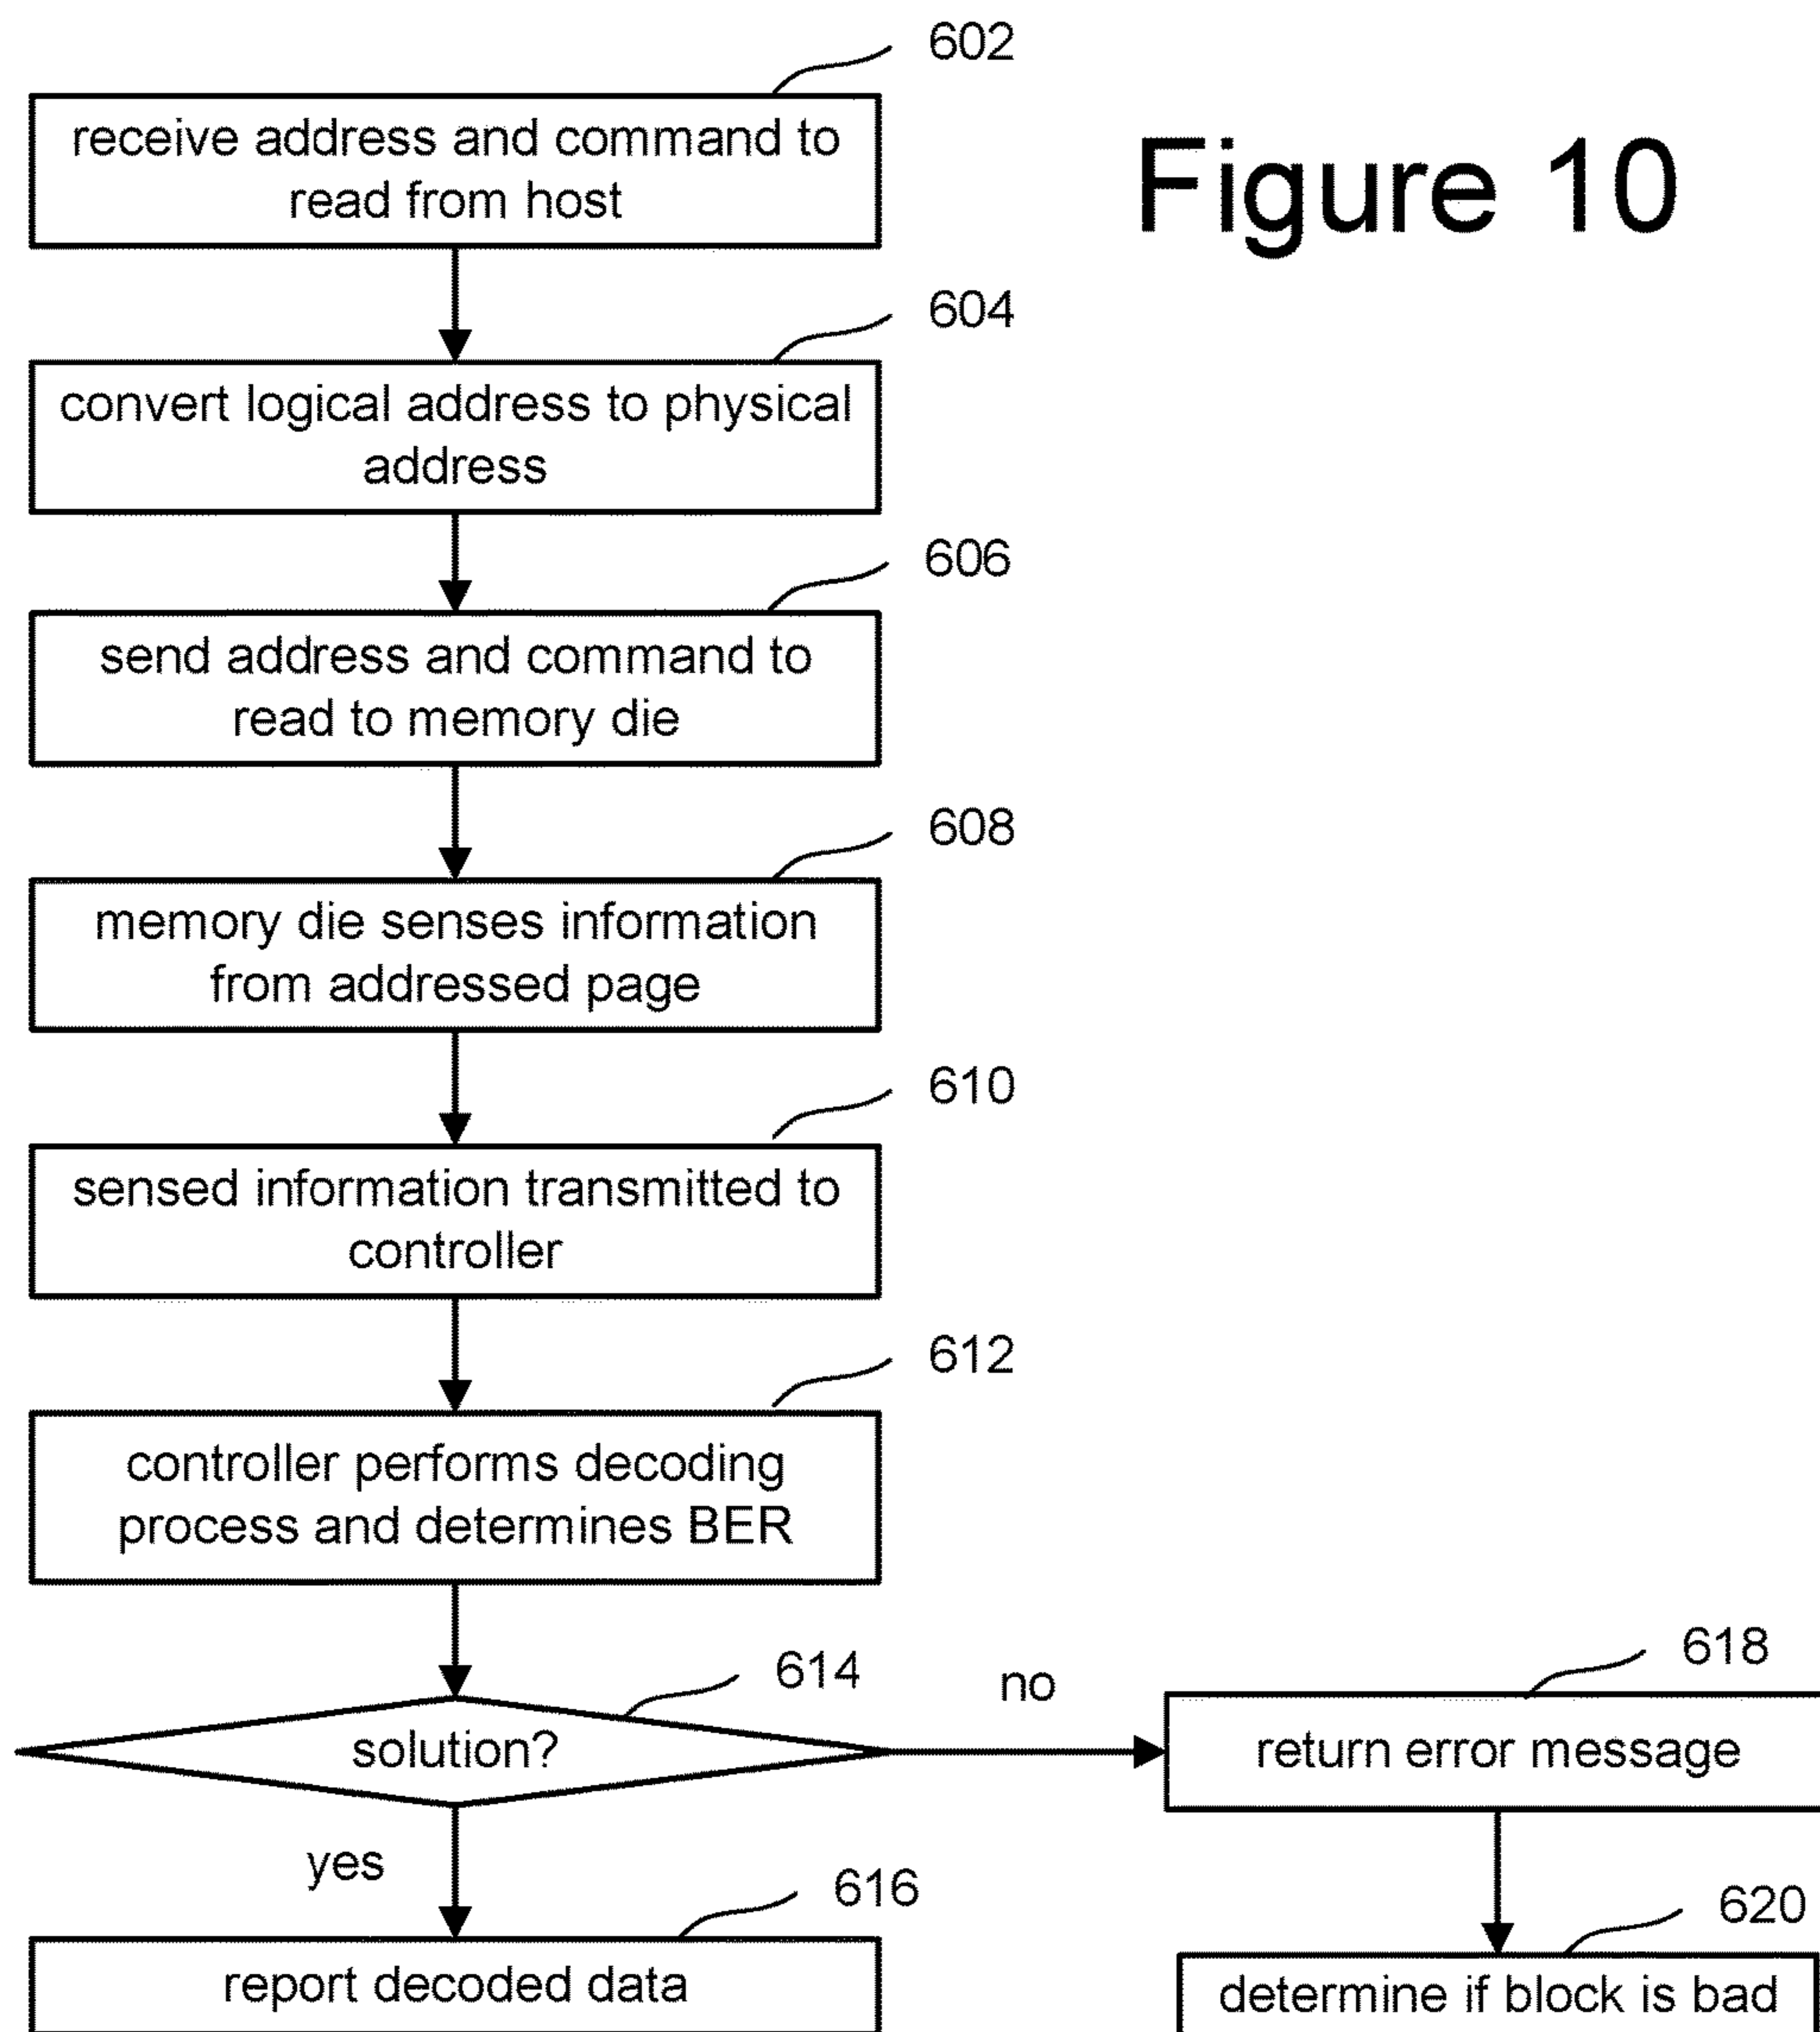 602
receive address and command to
read from host
Figure 10
604
convert logical address to physical
address
606
send address and command to
read to memory die
608
memory die senses information
from addressed page
610
sensed information transmitted to
controller
612
controller performs decoding
process and determines BER
614
solution?
no
618
return error message
yes
616
report decoded data
620
determine if block is bad